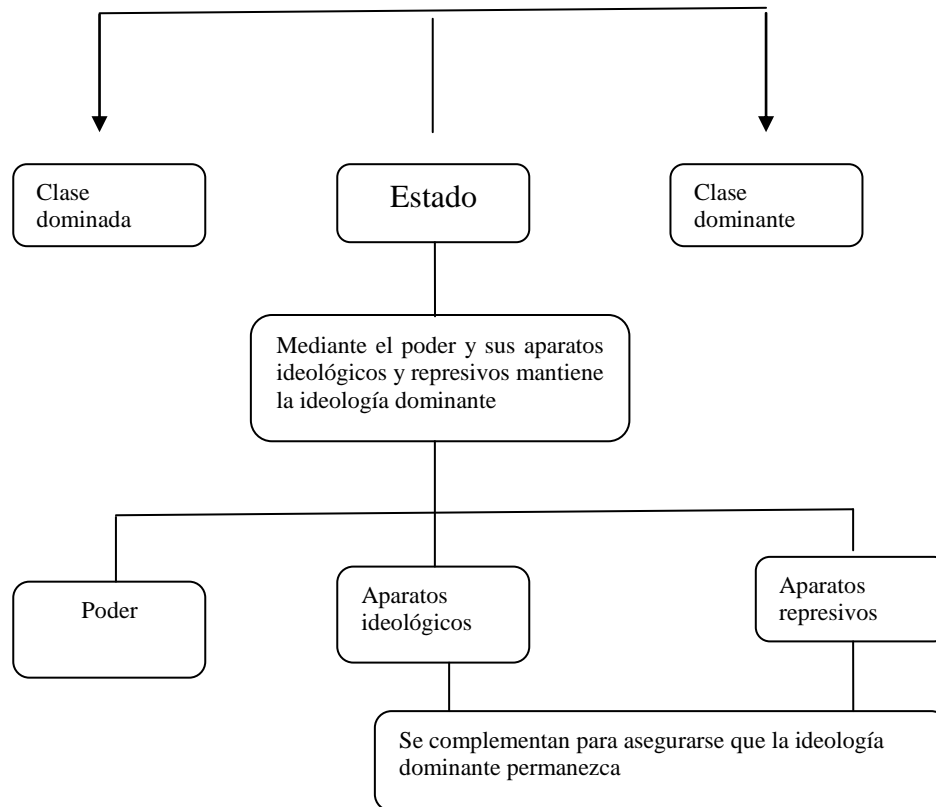 Clase
dominada
Estado
Clase
dominante
Mediante el poder y sus aparatos
ideológicos y represivos mantiene
la ideología dominante
Poder
Aparatos
ideológicos
Aparatos
represivos
Se complementan para asegurarse que la ideología
dominante permanezca